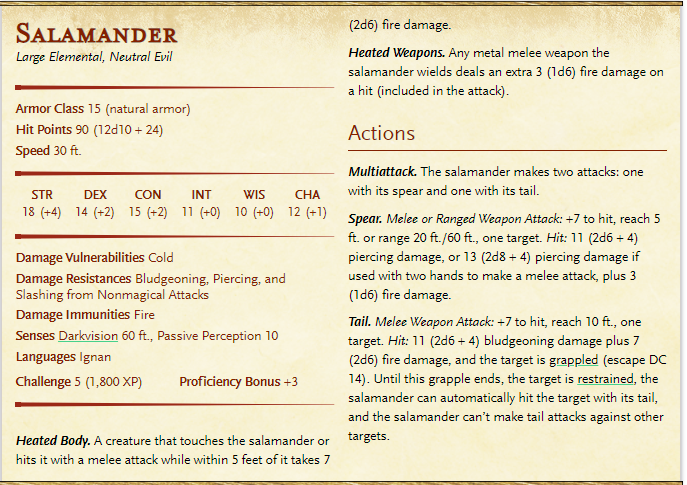 SALAMANDER
Large Elemental, Neutral Evil
Armor Class 15 (natural armor)
Hit Points 90 (12d10 + 24)
Speed 30 ft.
STR DEX CON INT WIS CHA
18 (+4) 14 (+2) 15 (+2) 11 (+0) 10 (+0) 12 (+1)
Damage Vulnerabilities Cold
Damage Resistances Bludgeoning, Piercing, and
Slashing from Nonmagical Attacks
Damage Immunities Fire
Senses Darkvision 60 ft., Passive Perception 10
Languages Ignan
Challenge 5 (1,800 XP) Proficiency Bonus +3
Heated Body. A creature that touches the salamander or
hits it with a melee attack while within 5 feet of it takes 7
(2d6) fire damage.
Heated Weapons. Any metal melee weapon the
salamander wields deals an extra 3 (1d6) fire damage on
a hit (included in the attack).
Actions
Multiattack. The salamander makes two attacks: one
with its spear and one with its tail.
Spear. Melee or Ranged Weapon Attack: +7 to hit, reach 5
ft. or range 20 ft./60 ft., one target. Hit: 11 (2d6 + 4)
piercing damage, or 13 (2d8 + 4) piercing damage if
used with two hands to make a melee attack, plus 3
(1d6) fire damage.
Tail. Melee Weapon Attack: +7 to hit, reach 10 ft., one
target. Hit: 11 (2d6 + 4) bludgeoning damage plus 7
(2d6) fire damage, and the target is grappled (escape DC
14). Until this grapple ends, the target is restrained, the
salamander can automatically hit the target with its tail,
and the salamander can't make tail attacks against other
targets.